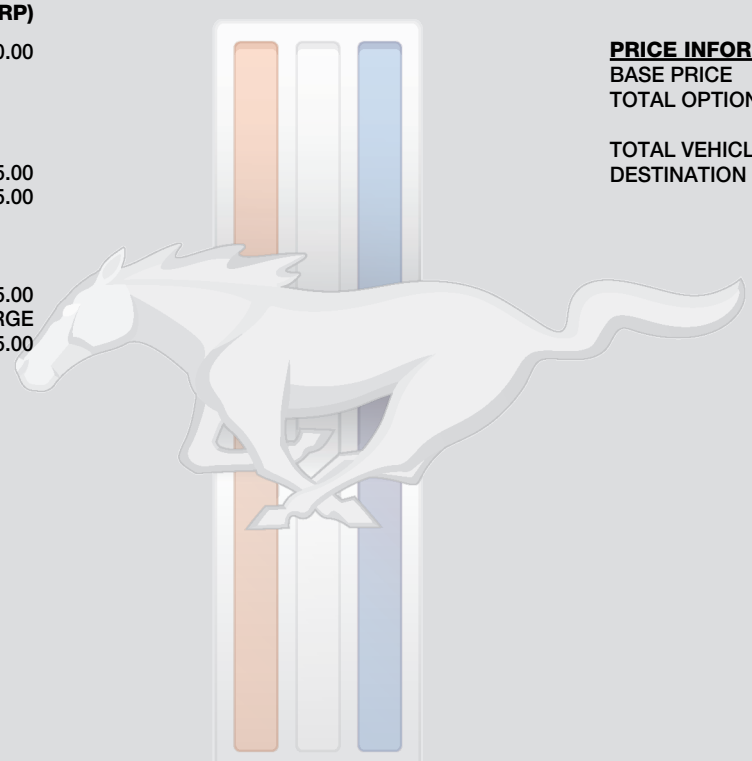 RP)
0.00
5.00
5.00
5.00
RGE
5.00
PRICE INFOR
BASE PRICE
TOTAL OPTION
TOTAL VEHICL
DESTINATION